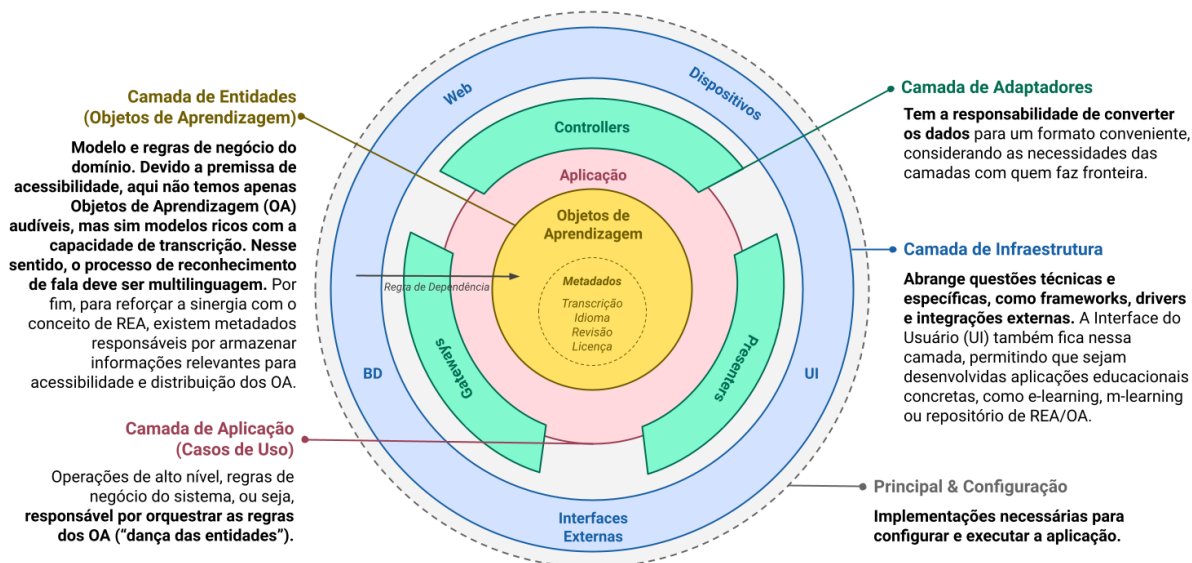 Camada de Entidades
(Objetos de Aprendizagem)
Modelo e regras de negócio do
domínio. Devido a premissa de
acessibilidade, aqui não temos apenas
Objetos de Aprendizagem (OA)
audíveis, mas sim modelos ricos com a
capacidade de transcrição. Nesse
sentido, o processo de reconhecimento
de fala deve ser multilinguagem. Por
fim, para reforçar a sinergia com o
conceito de REA, existem metadados
responsáveis por armazenar
informações relevantes para
acessibilidade e distribuição dos OA.
Camada de Aplicação
(Casos de Uso)
Operações de alto nível, regras de
negócio do sistema, ou seja,
responsável por orquestrar as regras
dos OA (“dança das entidades”).
Web
Dispositivos
Controllers
Aplicação
Objetos de
Aprendizagem
Metadados
Transcrição
Idioma
Revisão
Licença
Regra de Dependência
BD
Gateways
Presenters
UI
Interfaces
Externas
Camada de Adaptadores
Tem a responsabilidade de converter
os dados para um formato conveniente,
considerando as necessidades das
camadas com quem faz fronteira.
Camada de Infraestrutura
Abrange questões técnicas e
específicas, como frameworks, drivers
e integrações externas. A Interface do
Usuário (UI) também fica nessa
camada, permitindo que sejam
desenvolvidas aplicações educacionais
concretas, como e-learning, m-learning
ou repositório de REA/OA.
Principal & Configuração
Implementações necessárias para
configurar e executar a aplicação.